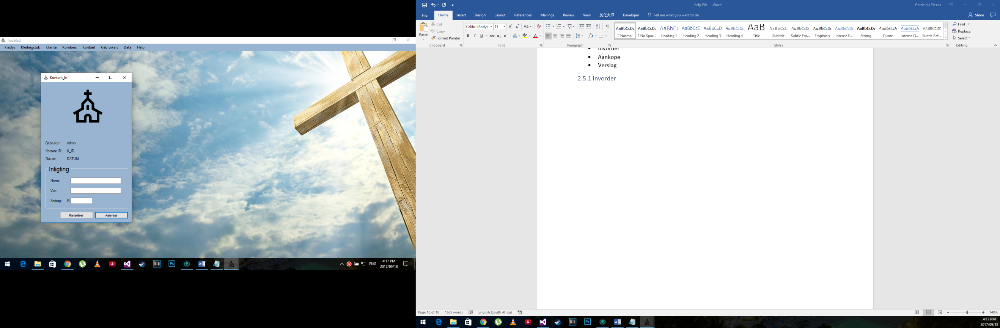 Tuisblad
Kieslys Kledingstuk Kliente Kombers Kontant Gebruikers Data Help
Kontant_In
Gebruiker: Admin
Kontant ID: K_ID
Datum: DATUM
Inligting
Naam:
Van:
Bedrag: R
Kanseleer Aanvaar
Ps
ENG
4:17 PM
2017/09/18
Help File - Word
Gerrie du Plessis
File Home Insert Design Layout References Mailings Review View 美化大师 Developer Tell me what you want to do
Share
Paste
Cut
Copy
Format Painter
Clipboard
Calibri (Body) 11
Font
Paragraph
AaBbCcDc AaBbCcDc AaBbCc AaBbCcE AaBbCcD AaBbCcDc AaB AaBbCcD AaBbCcDc AaBbCcDc AaBbCcDc AaBbCcDc AaBbCcDc AaBbCcDc AABBCCDC
¶ Normal ¶ No Spac... Heading 1 Heading 2 Heading 3 Heading 4 Title Subtitle Subtle Em... Emphasis Intense E... Strong Quote Intense Q... Subtle Ref...
Styles
Find
Replace
Select
Editing
• Invorder
• Aankope
• Verslag
2.5.1 Invorder
Page 10 of 10 1669 words English (South Africa)
140%
Ps
4:17 PM
2017/09/18